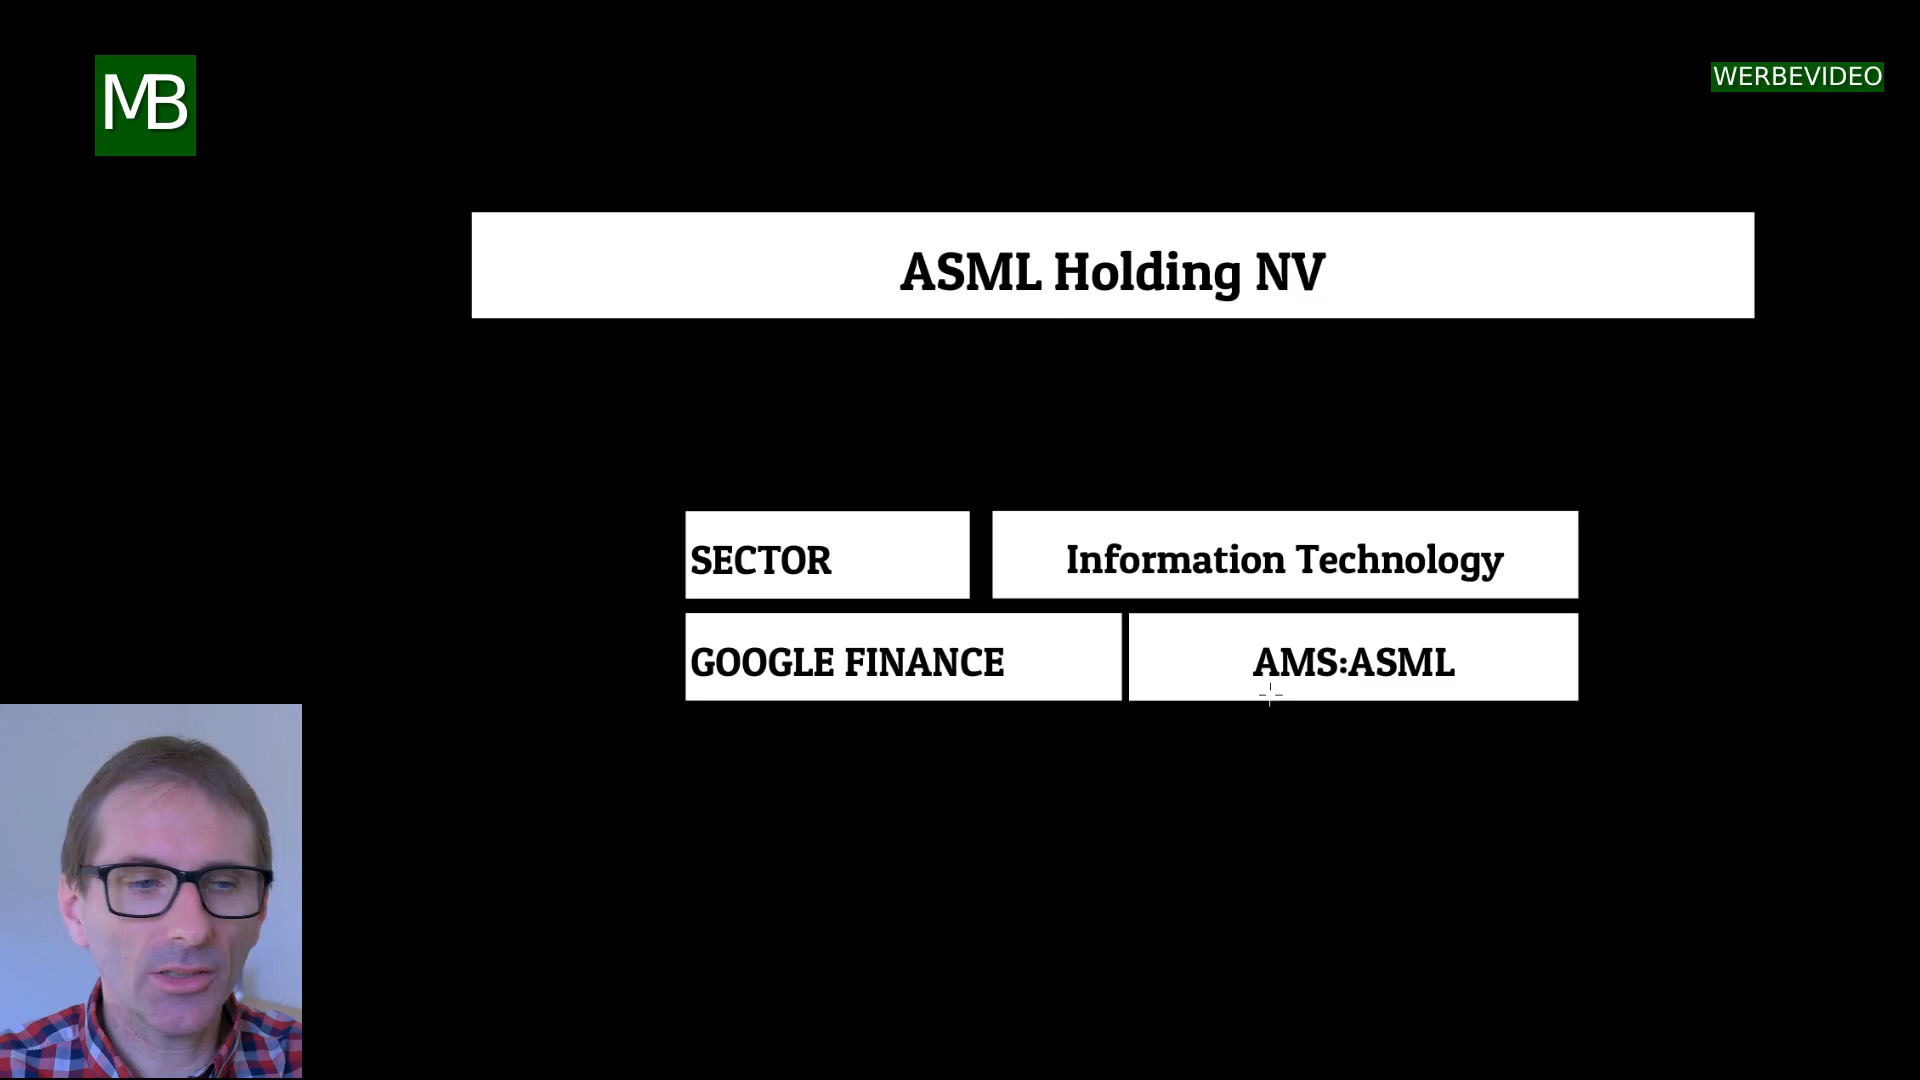 MB
WERBEVIDEO
ASML Holding NV
SECTOR
Information Technology
GOOGLE FINANCE
AMS:ASML